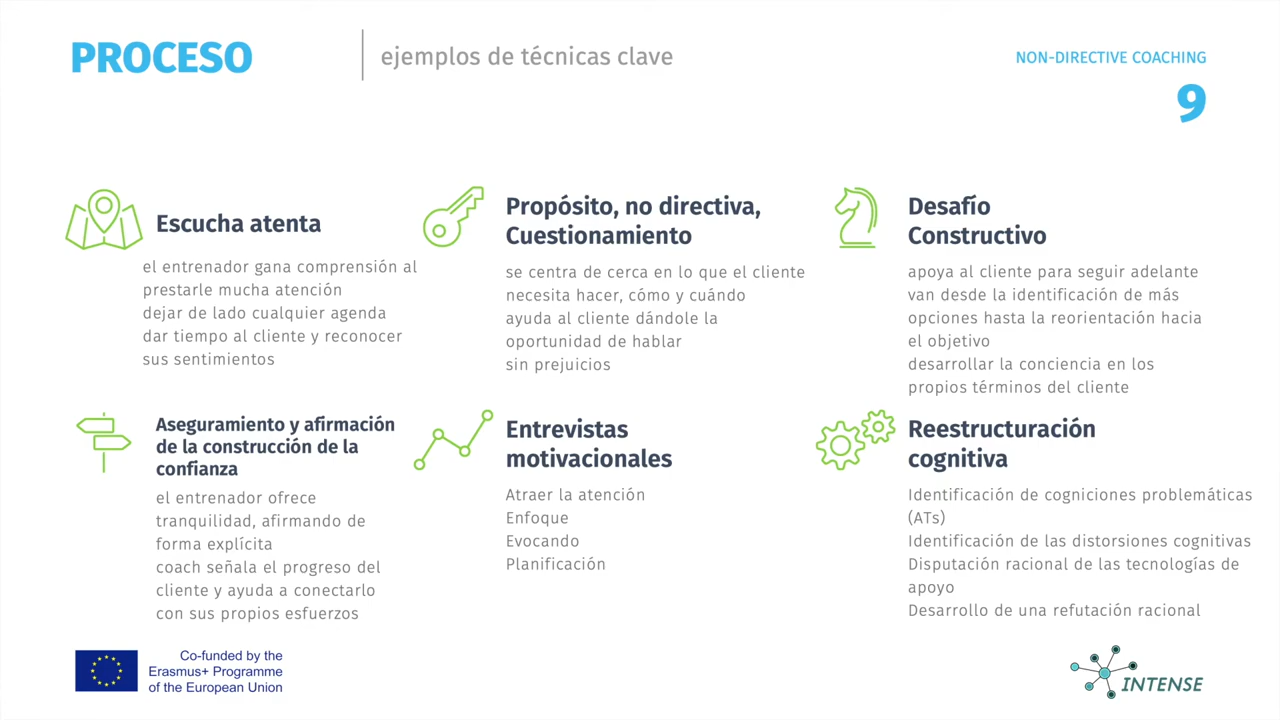 PROCESO
ejemplos de técnicas clave
NON-DIRECTIVE COACHING
9
Escucha atenta
el entrenador gana comprensión al
prestarle mucha atención
dejar de lado cualquier agenda
dar tiempo al cliente y reconocer
sus sentimientos
Propósito, no directiva,
Cuestionamiento
se centra de cerca en lo que el cliente
necesita hacer, cómo y cuándo
ayuda al cliente dándole la
oportunidad de hablar
sin prejuicios
Desafío
Constructivo
apoya al cliente para seguir adelante
van desde la identificación de más
opciones hasta la reorientación hacia
el objetivo
desarrollar la conciencia en los
propios términos del cliente
Aseguramiento y afirmación
de la construcción de la
confianza
el entrenador ofrece
tranquilidad, afirmando de
forma explícita
coach señala el progreso del
cliente y ayuda a conectarlo
con sus propios esfuerzos
Entrevistas
motivacionales
Atraer la atención
Enfoque
Evocando
Planificación
Reestructuración
cognitiva
Identificación de cogniciones problemáticas
(ATs)
Identificación de las distorsiones cognitivas
Disputación racional de las tecnologías de
apoyo
Desarrollo de una refutación racional
Co-funded by the
Erasmus+ Programme
of the European Union
INTENSE